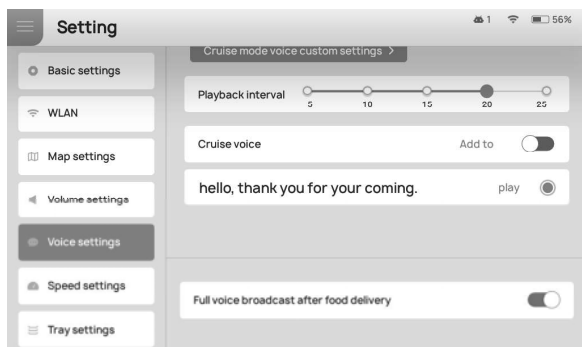 Setting
1
56%
Basic settings
WLAN
Map settings
Volume settings
Voice settings
Speed settings
Tray settings
Cruise mode voice custom settings >
Playback interval
5 10 15 20 25
Cruise voice Add to
hello, thank you for your coming. play
Full voice broadcast after food delivery